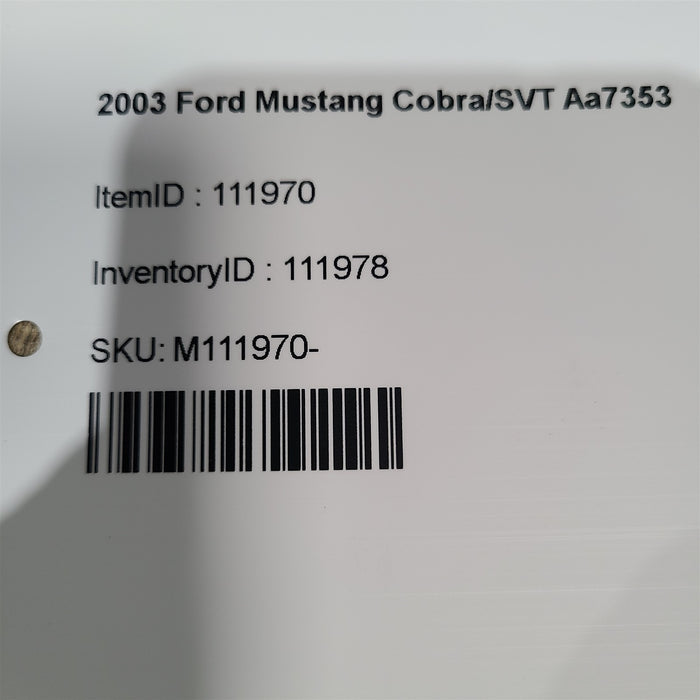 2003 Ford Mustang Cobra/SVT Aa7353
ItemID : 111970
InventoryID : 111978
SKU: M111970-